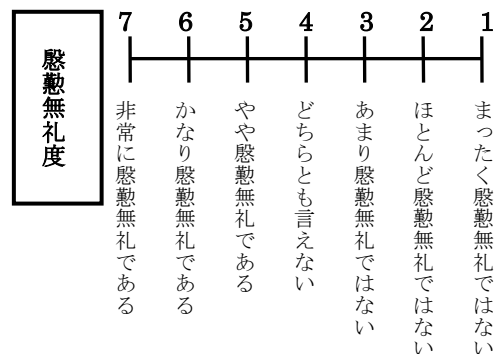 慇懃無礼度
7 6 5 4 3 2 1
非常に慇懃無礼である
かなり慇懃無礼である
やや慇懃無礼である
どちらとも言えない
あまり慇懃無礼ではない
ほとんど慇懃無礼ではない
まったく慇懃無礼ではない